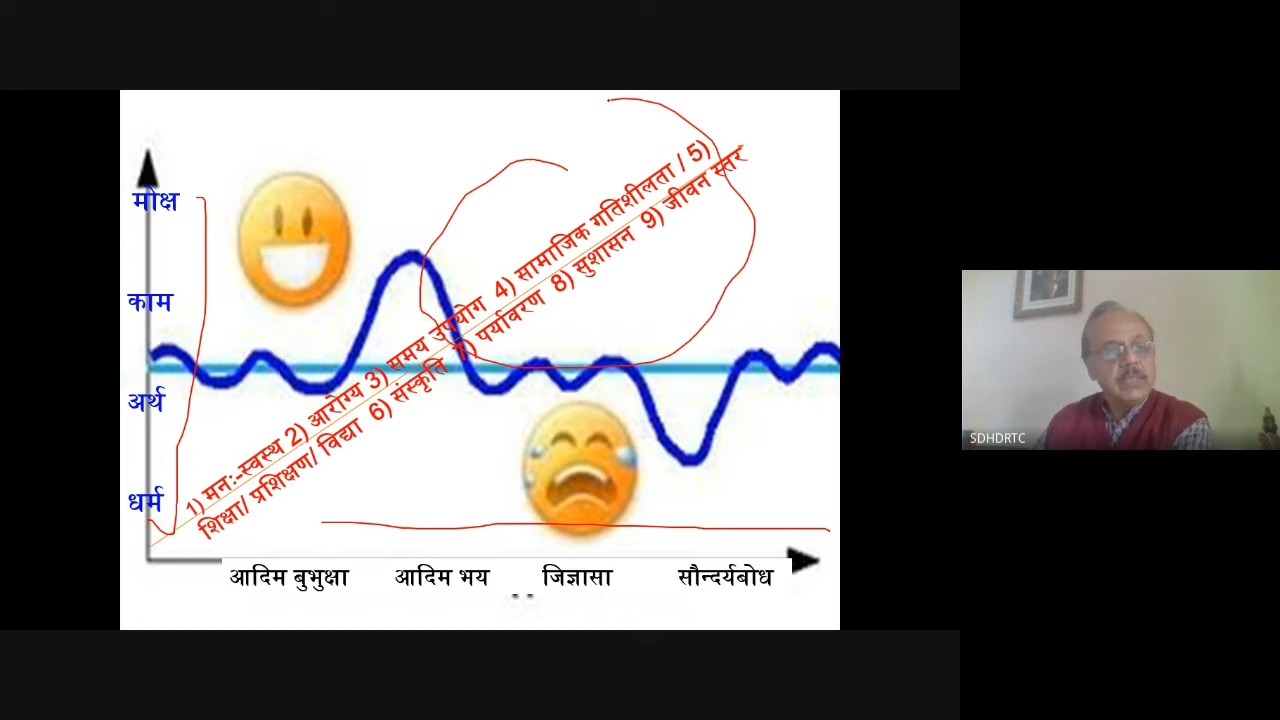 मोक्ष
काम
अर्थ
धर्म
1) मनः-स्वस्थ 2) आरोग्य 3) समय उपयोग 4) सामाजिक गतिशीलता / 5)
शिक्षा/ प्रशिक्षण/ विद्या 6) संस्कृति 7) पर्यावरण 8) सुशासन 9) जीवन स्तर
आदिम बुभुक्षा आदिम भय जिज्ञासा सौन्दर्यबोध
SDHDRTC